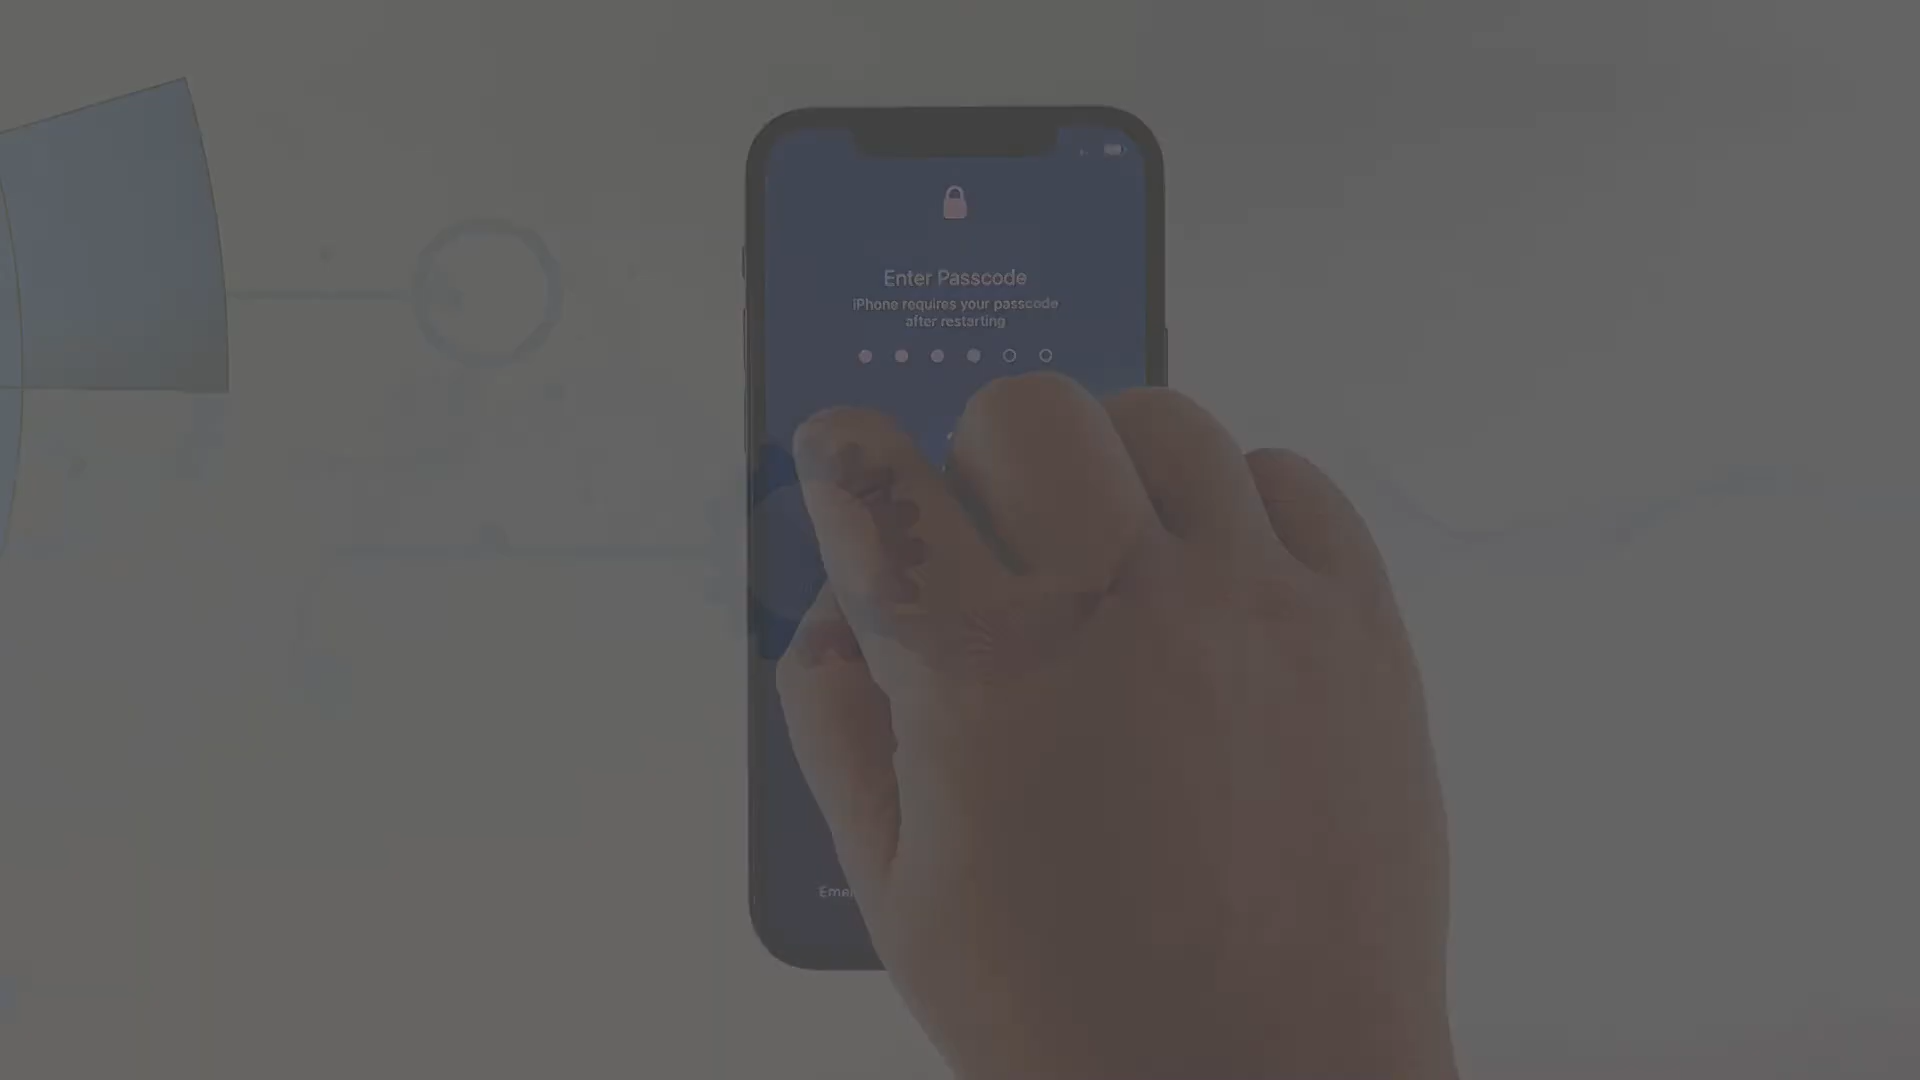 Enter Passcode
iPhone requires your passcode
after restarting